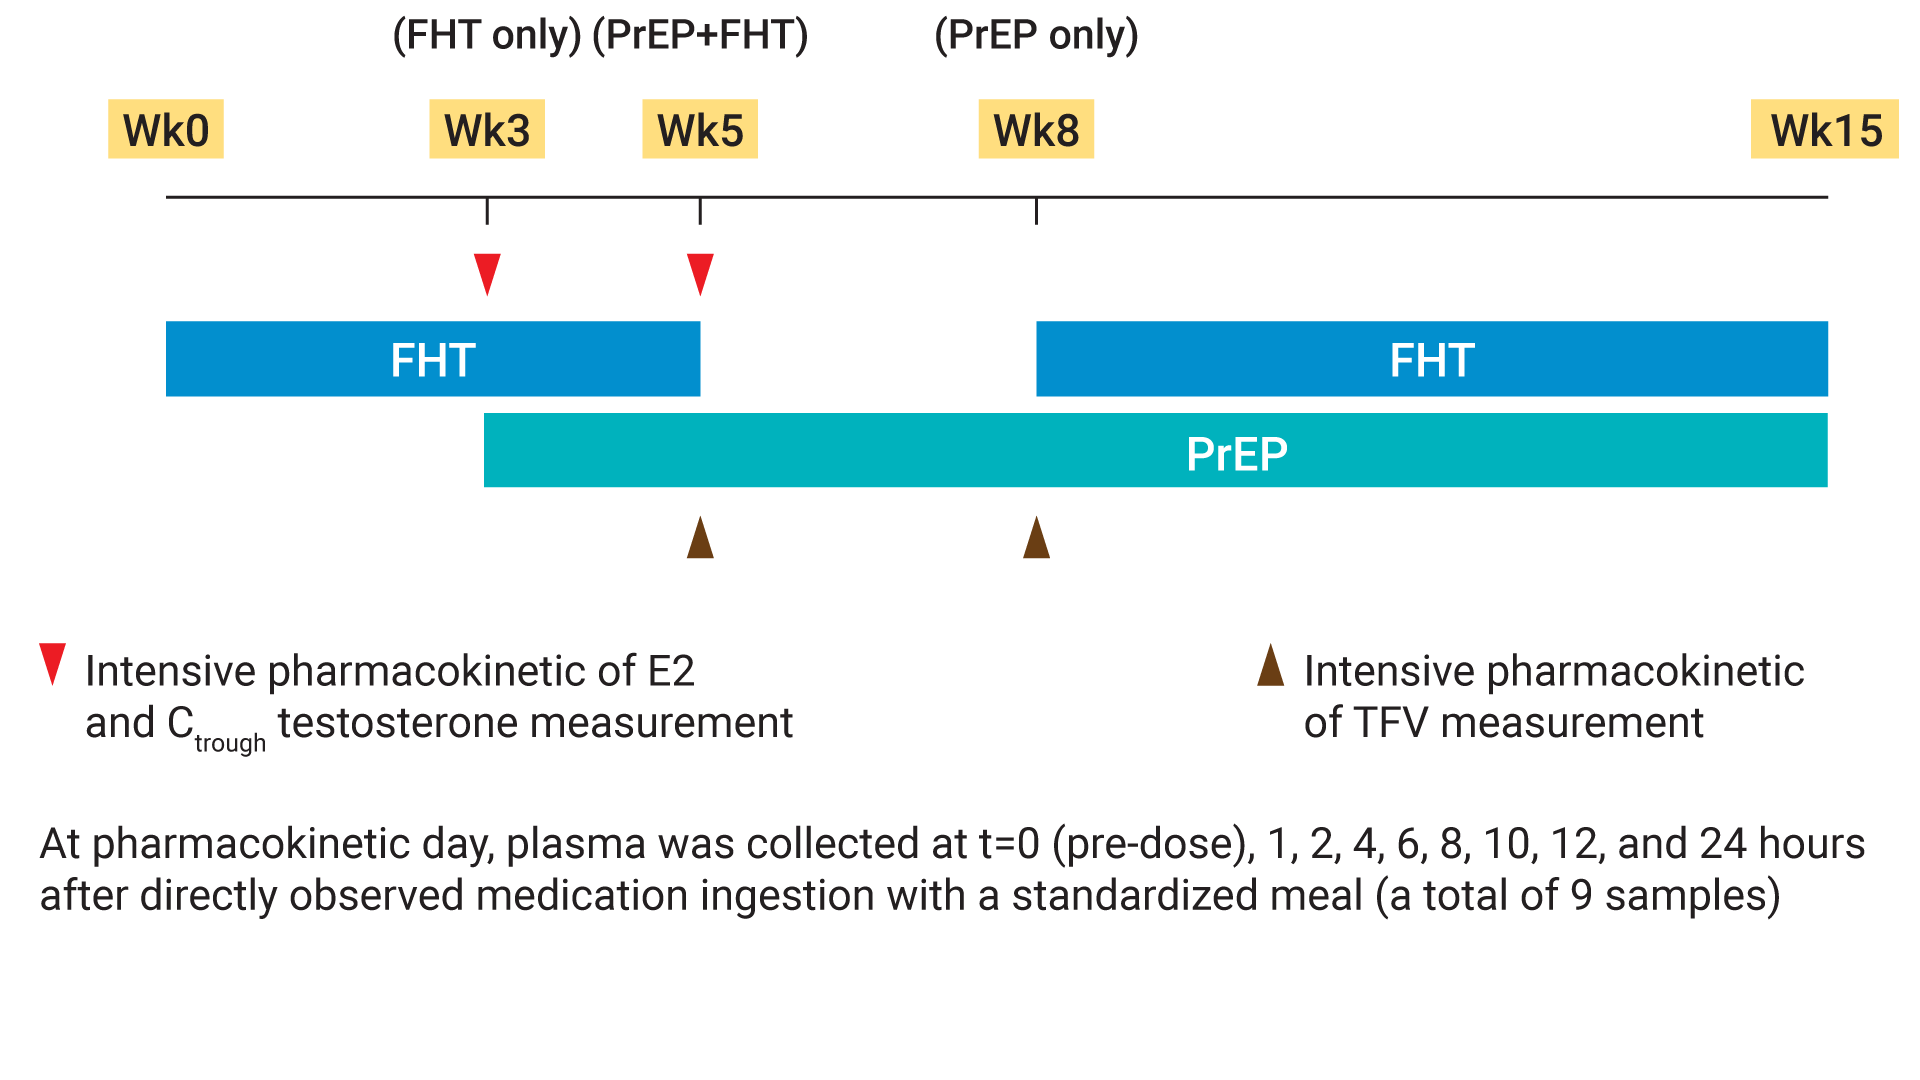 (FHT only) (PrEP+FHT) (PrEP only)
Wk0 Wk3 Wk5 Wk8 Wk15
FHT FHT
PrEP
Intensive pharmacokinetic of E2
and Ctrough testosterone measurement
Intensive pharmacokinetic
of TFV measurement
At pharmacokinetic day, plasma was collected at t=0 (pre-dose), 1, 2, 4, 6, 8, 10, 12, and 24 hours
after directly observed medication ingestion with a standardized meal (a total of 9 samples)